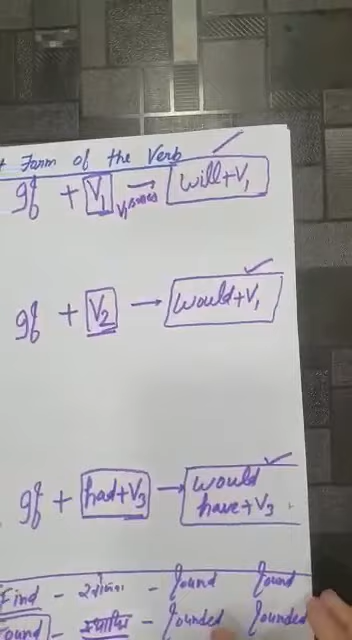 Form of the Verb
If + V1 → will+V1
If + V2 → would+V1
If + had+V3 → would
have+V3
Find - - found found
Found - - founded founded